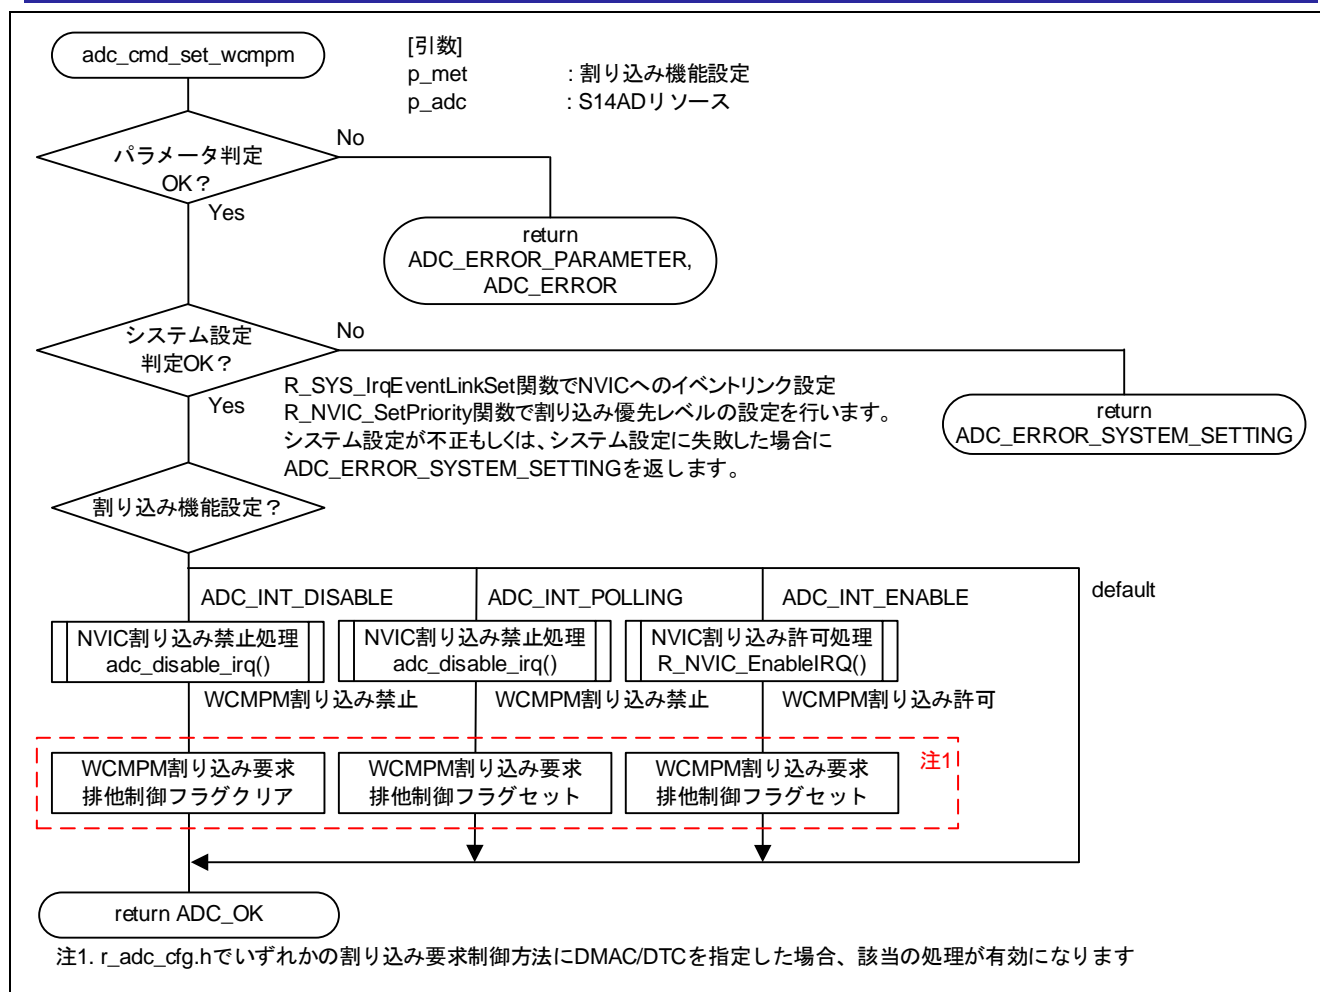 adc_cmd_set_wcmpm
[引数]
p_met : 割り込み機能設定
p_adc : S14ADリソース
パラメータ判定
OK？
No
Yes
return
ADC_ERROR_PARAMETER,
ADC_ERROR
システム設定
判定OK？
No
Yes
R_SYS_IrqEventLinkSet関数でNVICへのイベントリンク設定
R_NVIC_SetPriority関数で割り込み優先レベルの設定を行います。
システム設定が不正もしくは、システム設定に失敗した場合に
ADC_ERROR_SYSTEM_SETTINGを返します。
return
ADC_ERROR_SYSTEM_SETTING
割り込み機能設定？
ADC_INT_DISABLE
ADC_INT_POLLING
ADC_INT_ENABLE
default
NVIC割り込み禁止処理
adc_disable_irq()
NVIC割り込み禁止処理
adc_disable_irq()
NVIC割り込み許可処理
R_NVIC_EnableIRQ()
WCMPM割り込み禁止
WCMPM割り込み禁止
WCMPM割り込み許可
WCMPM割り込み要求
排他制御フラグクリア
WCMPM割り込み要求
排他制御フラグセット
WCMPM割り込み要求
排他制御フラグセット
注1
return ADC_OK
注1. r_adc_cfg.hでいずれかの割り込み要求制御方法にDMAC/DTCを指定した場合、該当の処理が有効になります